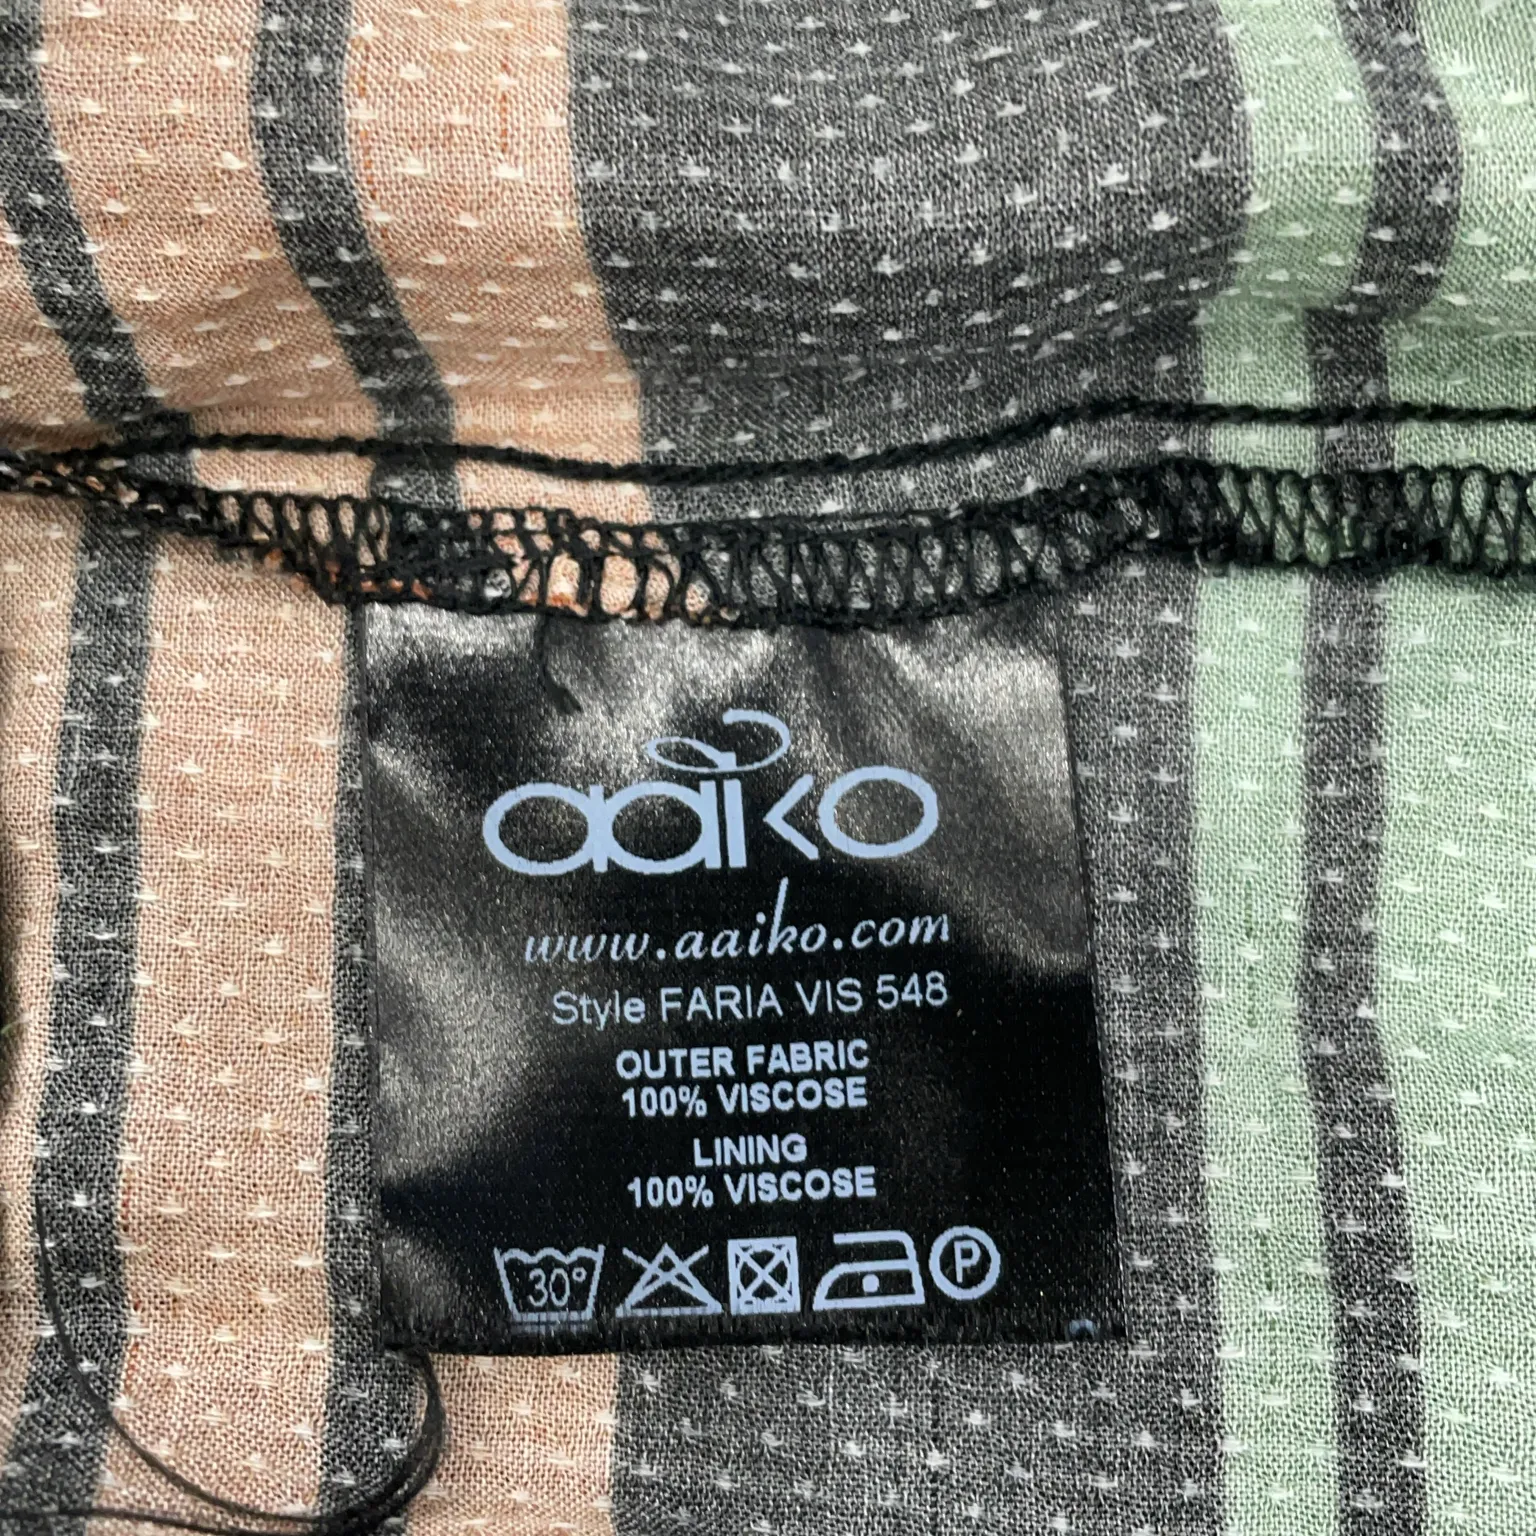 aaiko
www.aaiko.com
Style FARIA VIS 548
OUTER FABRIC
100% VISCOSE
LINING
100% VISCOSE
30° P